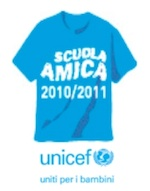 SCUOLA
AMICA
2010/2011
unicef
uniti per i bambini